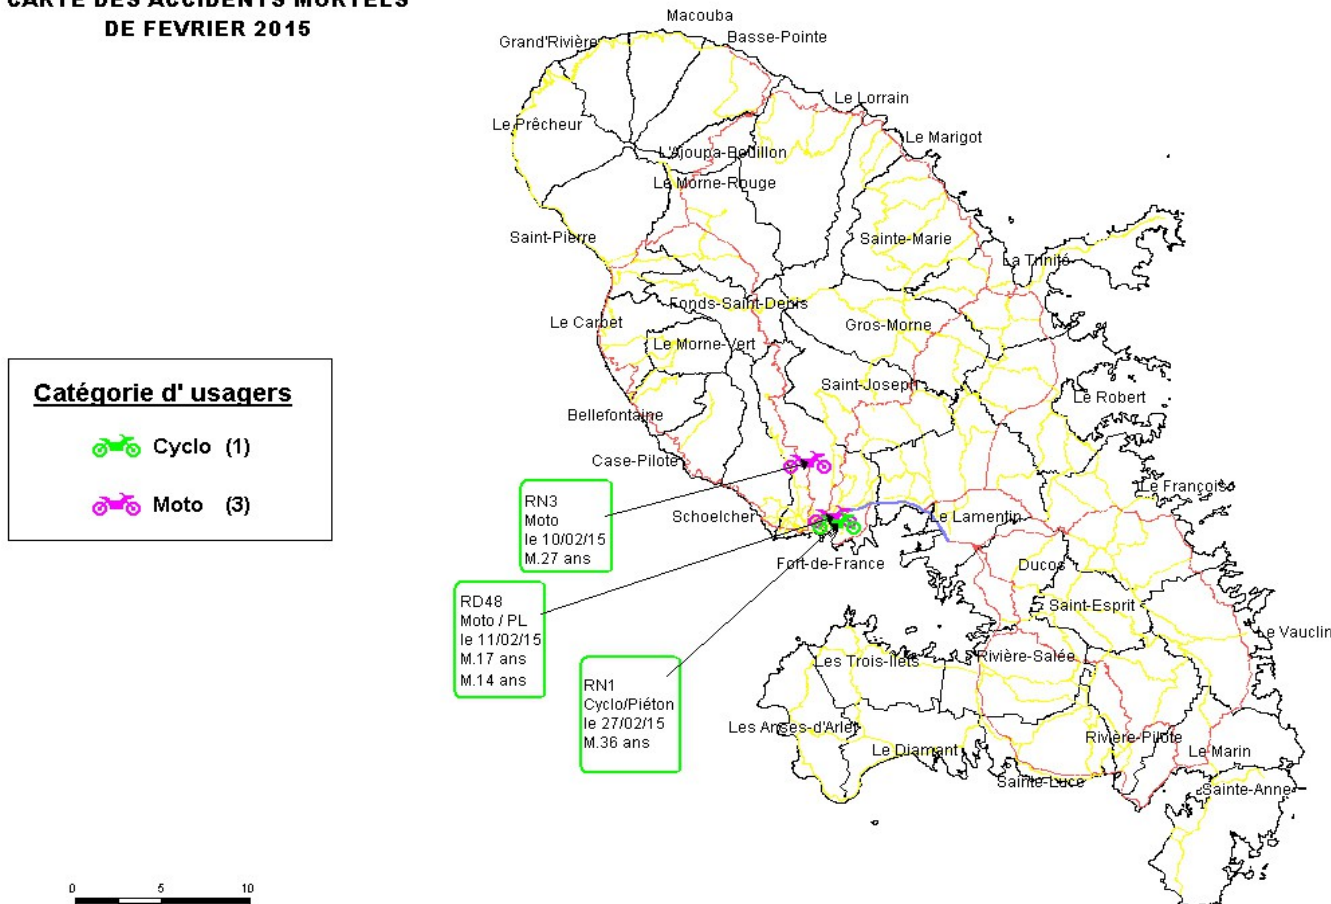 CARTE DES ACCIDENTS MORTELS
DE FEVRIER 2015
Macouba
Grand'Rivière
Basse-Pointe
Le Lorrain
Le Prêcheur
Le Marigot
L'Ajoupa-Bouillon
Le Morne-Rouge
Saint-Pierre
Sainte-Marie
La Trinité
Fonds-Saint-Denis
Le Carbet
Gros-Morne
Le Morne-Vert
Saint-Joseph
Le Robert
Bellefontaine
Case-Pilote
Le François
Schoelcher
Le Lamentin
Fort-de-France
Ducos
Saint-Esprit
Le Vauclin
Les Trois-Ilets
Rivière-Salée
Les Anses-d'Arlet
Le Diamant
Rivière-Pilote
Le Marin
Sainte-Luce
Sainte-Anne
Catégorie d' usagers
Cyclo (1)
Moto (3)
RN3
Moto
le 10/02/15
M.27 ans
RD48
Moto / PL
le 11/02/15
M.17 ans
M.14 ans
RN1
Cyclo/Piéton
le 27/02/15
M.36 ans
0 5 10